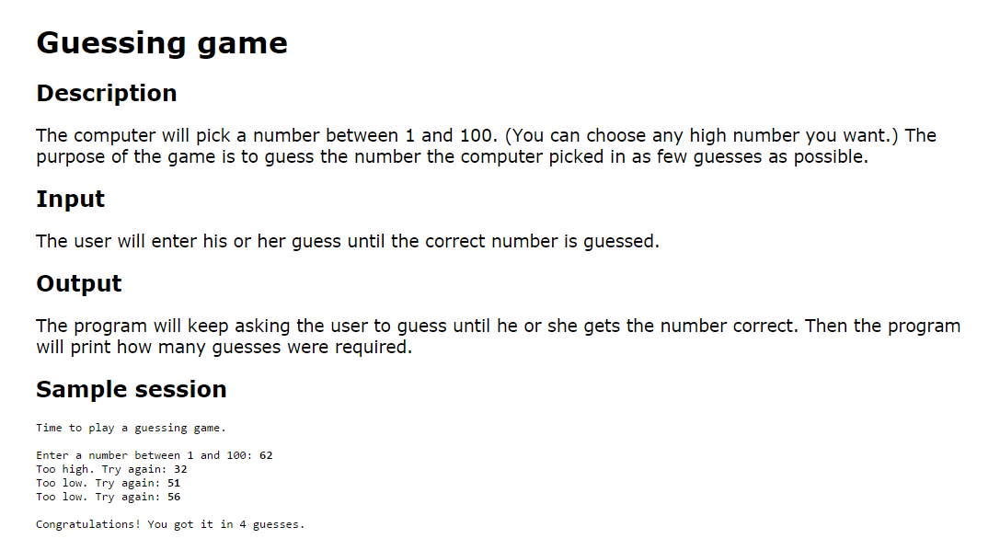 Guessing game
Description
The computer will pick a number between 1 and 100. (You can choose any high number you want.) The
purpose of the game is to guess the number the computer picked in as few guesses as possible.
Input
The user will enter his or her guess until the correct number is guessed.
Output
The program will keep asking the user to guess until he or she gets the number correct. Then the program
will print how many guesses were required.
Sample session
Time to play a guessing game.
Enter a number between 1 and 100: 62
Too high. Try again: 32
Too low. Try again: 51
Too low. Try again: 56
Congratulations! You got it in 4 guesses.